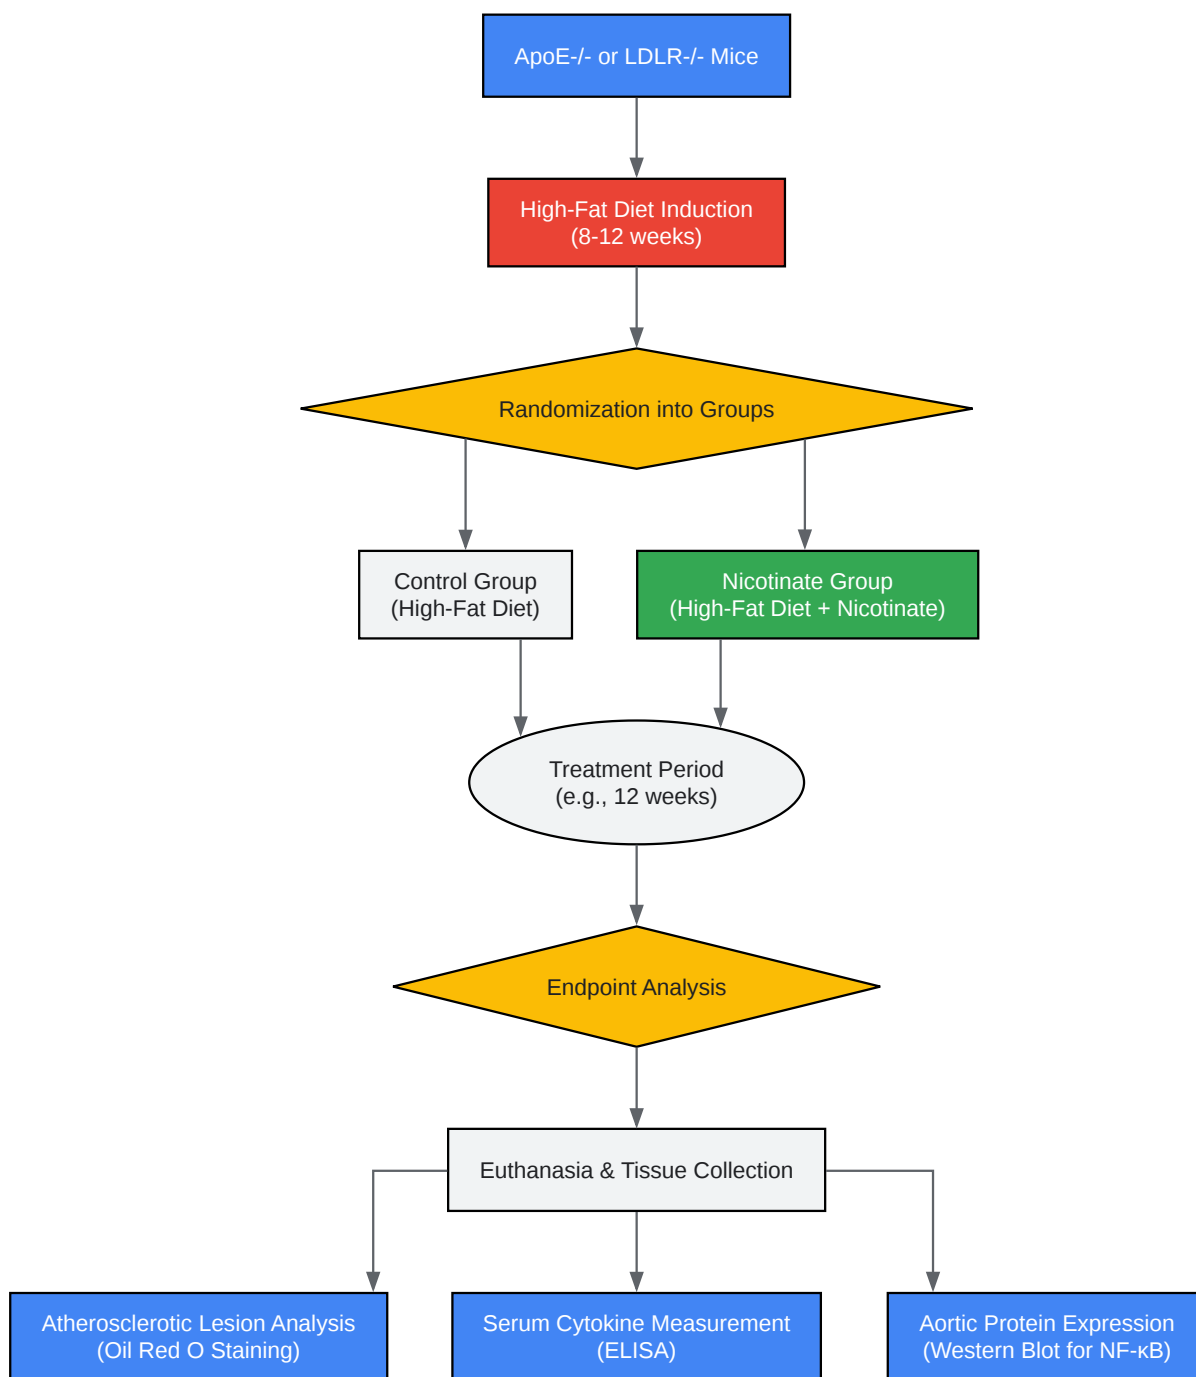 ApoE-/- or LDLR-/- Mice
High-Fat Diet Induction
(8-12 weeks)
Randomization into Groups
Control Group
(High-Fat Diet)
Nicotinate Group
(High-Fat Diet + Nicotinate)
Treatment Period
(e.g., 12 weeks)
Endpoint Analysis
Euthanasia & Tissue Collection
Atherosclerotic Lesion Analysis
(Oil Red O Staining)
Serum Cytokine Measurement
(ELISA)
Aortic Protein Expression
(Western Blot for NF-κB)